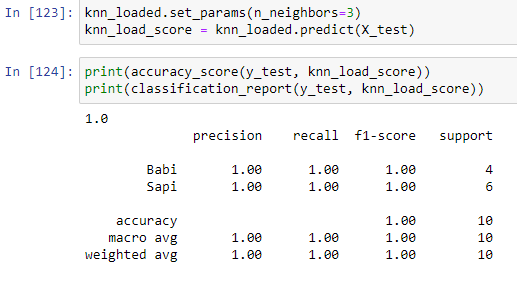 In [123]: knn_loaded.set_params(n_neighbors=3)
knn_load_score = knn_loaded.predict(X_test)
In [124]: print(accuracy_score(y_test, knn_load_score))
print(classification_report(y_test, knn_load_score))
1.0
precision recall f1-score support
Babi 1.00 1.00 1.00 4
Sapi 1.00 1.00 1.00 6
accuracy 1.00 10
macro avg 1.00 1.00 1.00 10
weighted avg 1.00 1.00 1.00 10